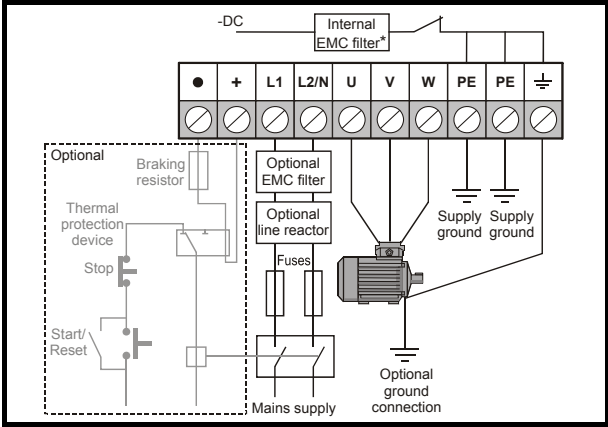 -DC
Internal
EMC filter*
● + L1 L2/N U V W PE PE
Optional
Braking
resistor
Thermal
protection
device
Stop
Start/
Reset
Optional
EMC filter
Optional
line reactor
Fuses
Mains supply
Supply
ground
Supply
ground
Optional
ground
connection